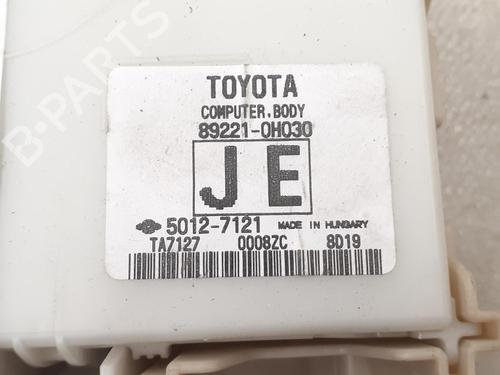 TOYOTA
COMPUTER, BODY
89221-0H030
JE
5012-7121 MADE IN HUNGARY
TA7127 0008ZC 8D19
B-PARTS